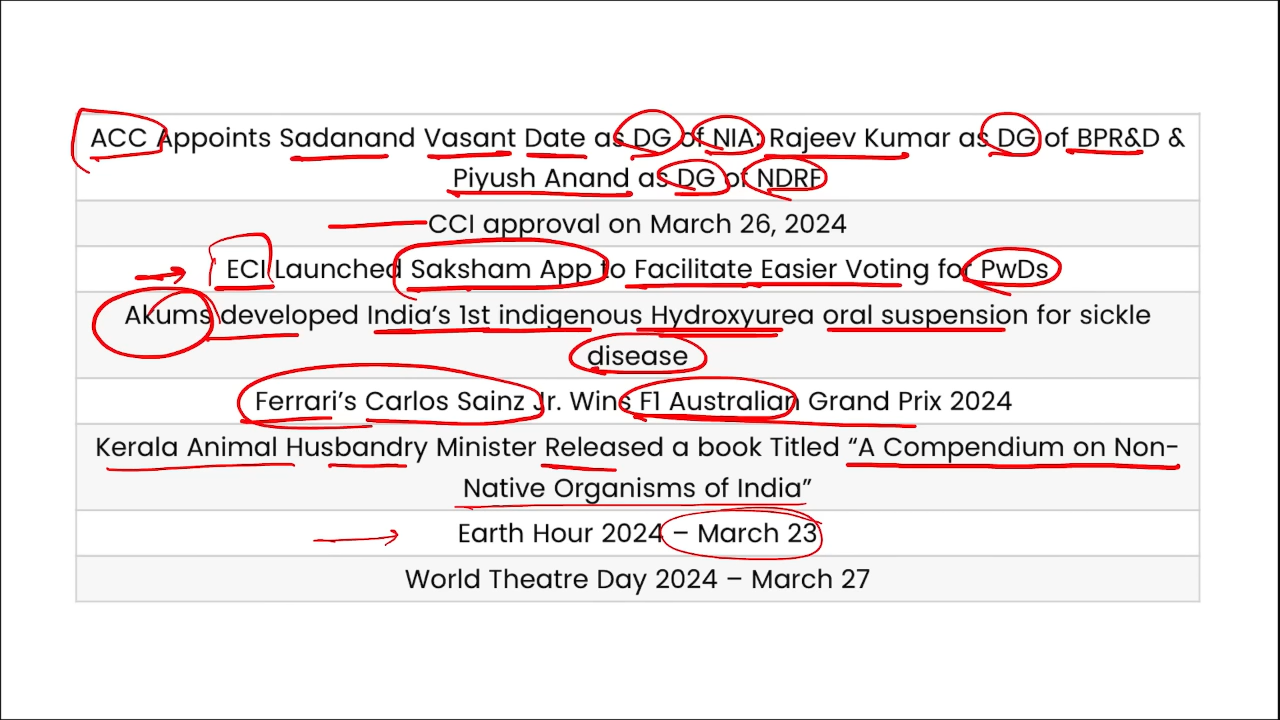 ACC Appoints Sadanand Vasant Date as DG of NIA; Rajeev Kumar as DG of BPR&D &
Piyush Anand as DG of NDRF
CCI approval on March 26, 2024
ECI Launched Saksham App to Facilitate Easier Voting for PwDs
Akums developed India's 1st indigenous Hydroxyurea oral suspension for sickle
disease
Ferrari's Carlos Sainz Jr. Wins F1 Australian Grand Prix 2024
Kerala Animal Husbandry Minister Released a book Titled “A Compendium on Non-
Native Organisms of India”
Earth Hour 2024 – March 23
World Theatre Day 2024 – March 27